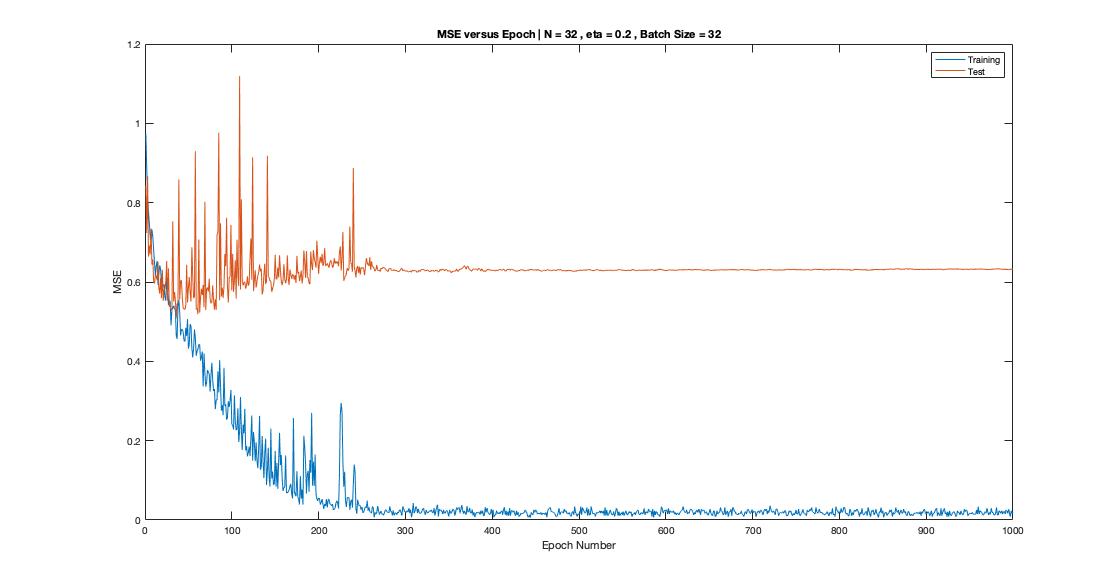 MSE versus Epoch | N = 32 , eta = 0.2 , Batch Size = 32
Training
Test
1.2
1
0.8
0.6
0.4
0.2
0
MSE
0 100 200 300 400 500 600 700 800 900 1000
Epoch Number